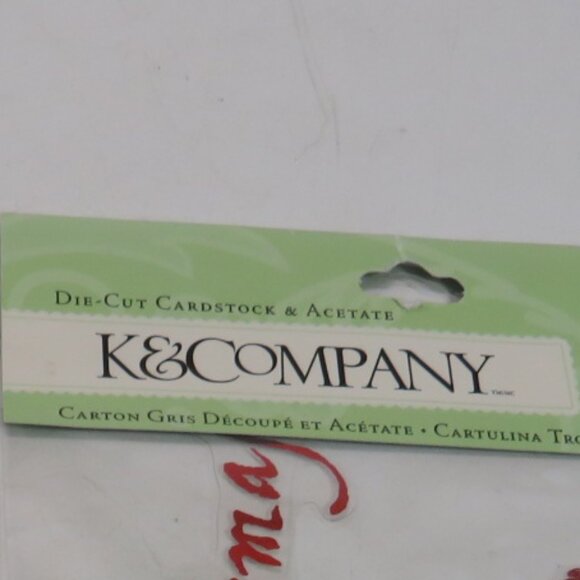 DIE-CUT CARDSTOCK & ACETATE
K&COMPANY
CARTON GRIS DÉCOUPÉ ET ACÉTATE • CARTULINA TRO